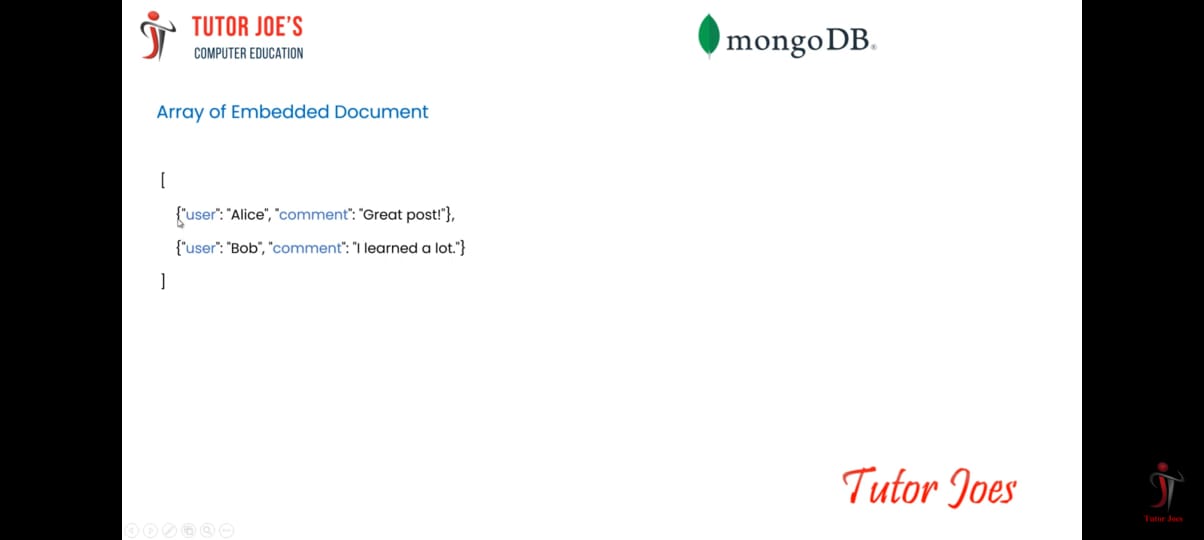 TUTOR JOE'S
COMPUTER EDUCATION
mongoDB®
Array of Embedded Document
[
{"user": "Alice", "comment": "Great post!"},
{"user": "Bob", "comment": "I learned a lot."}
]
Tutor Joes
Tutor Joes